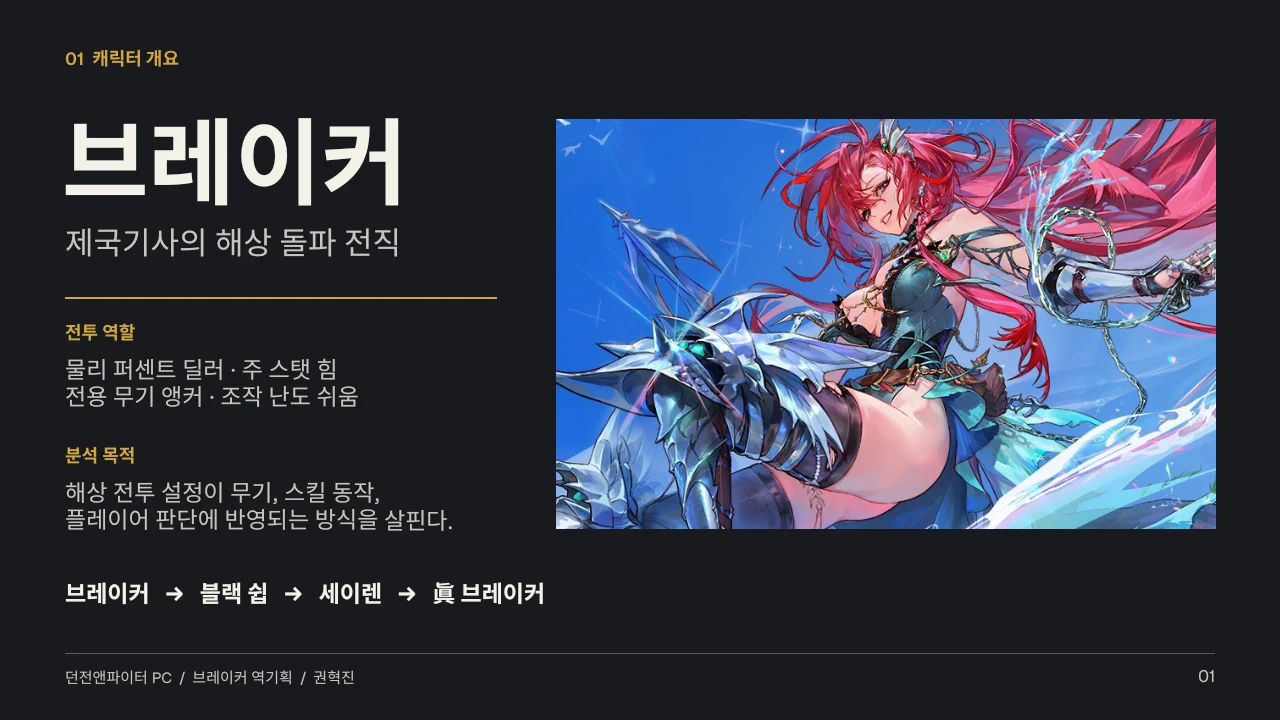 01 캐릭터 개요
브레이커
제국기사의 해상 돌파 전직
전투 역할
물리 퍼센트 딜러 · 주 스탯 힘
전용 무기 앵커 · 조작 난도 쉬움
분석 목적
해상 전투 설정이 무기, 스킬 동작,
플레이어 판단에 반영되는 방식을 살핀다.
브레이커 → 블랙 쉽 → 세이렌 → 眞 브레이커
던전앤파이터 PC / 브레이커 역기획 / 권혁진
01